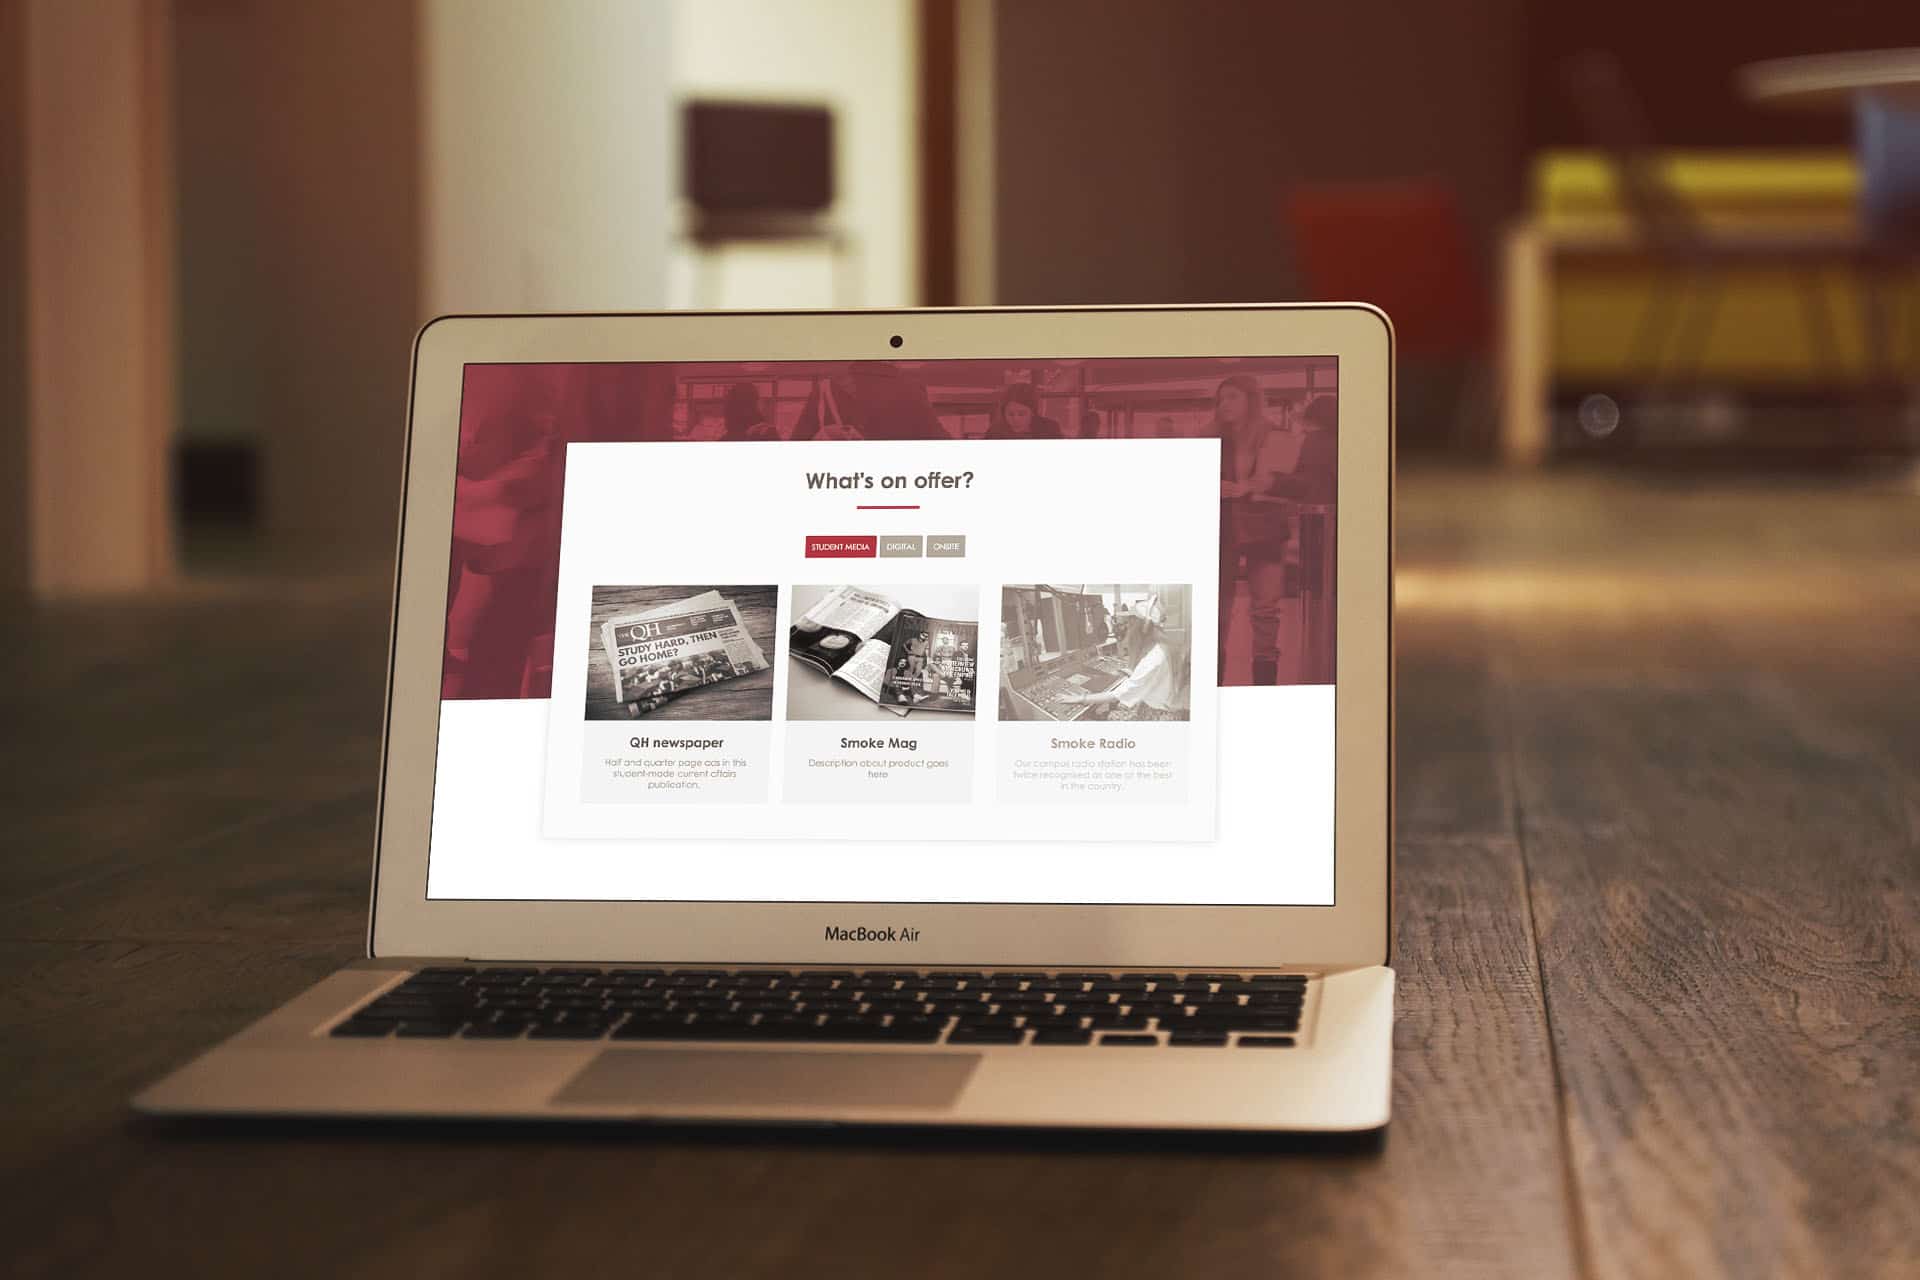 What's on offer?
STUDENT MEDIA
DIGITAL
ONSITE
THE QH
STUDY HARD, THEN
GO HOME?
QH newspaper
Half and quarter page ads in this
student-made current affairs
publication.
Smoke Mag
Description about product goes
here
Smoke Radio
Our campus radio station has been
twice recognised as one of the best
in the country.
MacBook Air